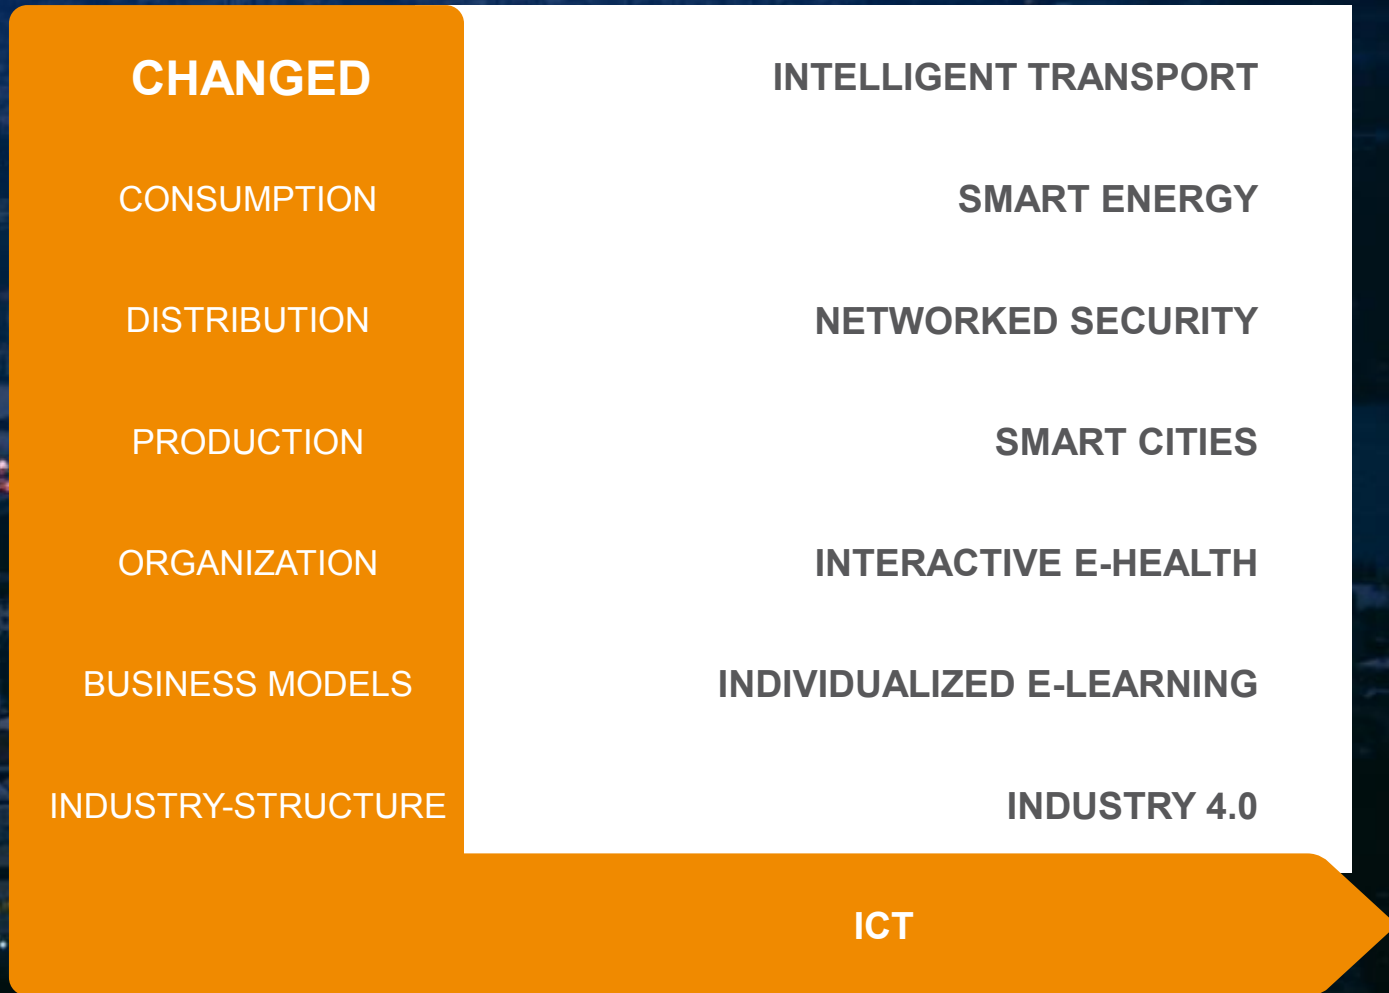 CHANGED
CONSUMPTION
DISTRIBUTION
PRODUCTION
ORGANIZATION
BUSINESS MODELS
INDUSTRY-STRUCTURE
INTELLIGENT TRANSPORT
SMART ENERGY
NETWORKED SECURITY
SMART CITIES
INTERACTIVE E-HEALTH
INDIVIDUALIZED E-LEARNING
INDUSTRY 4.0
ICT